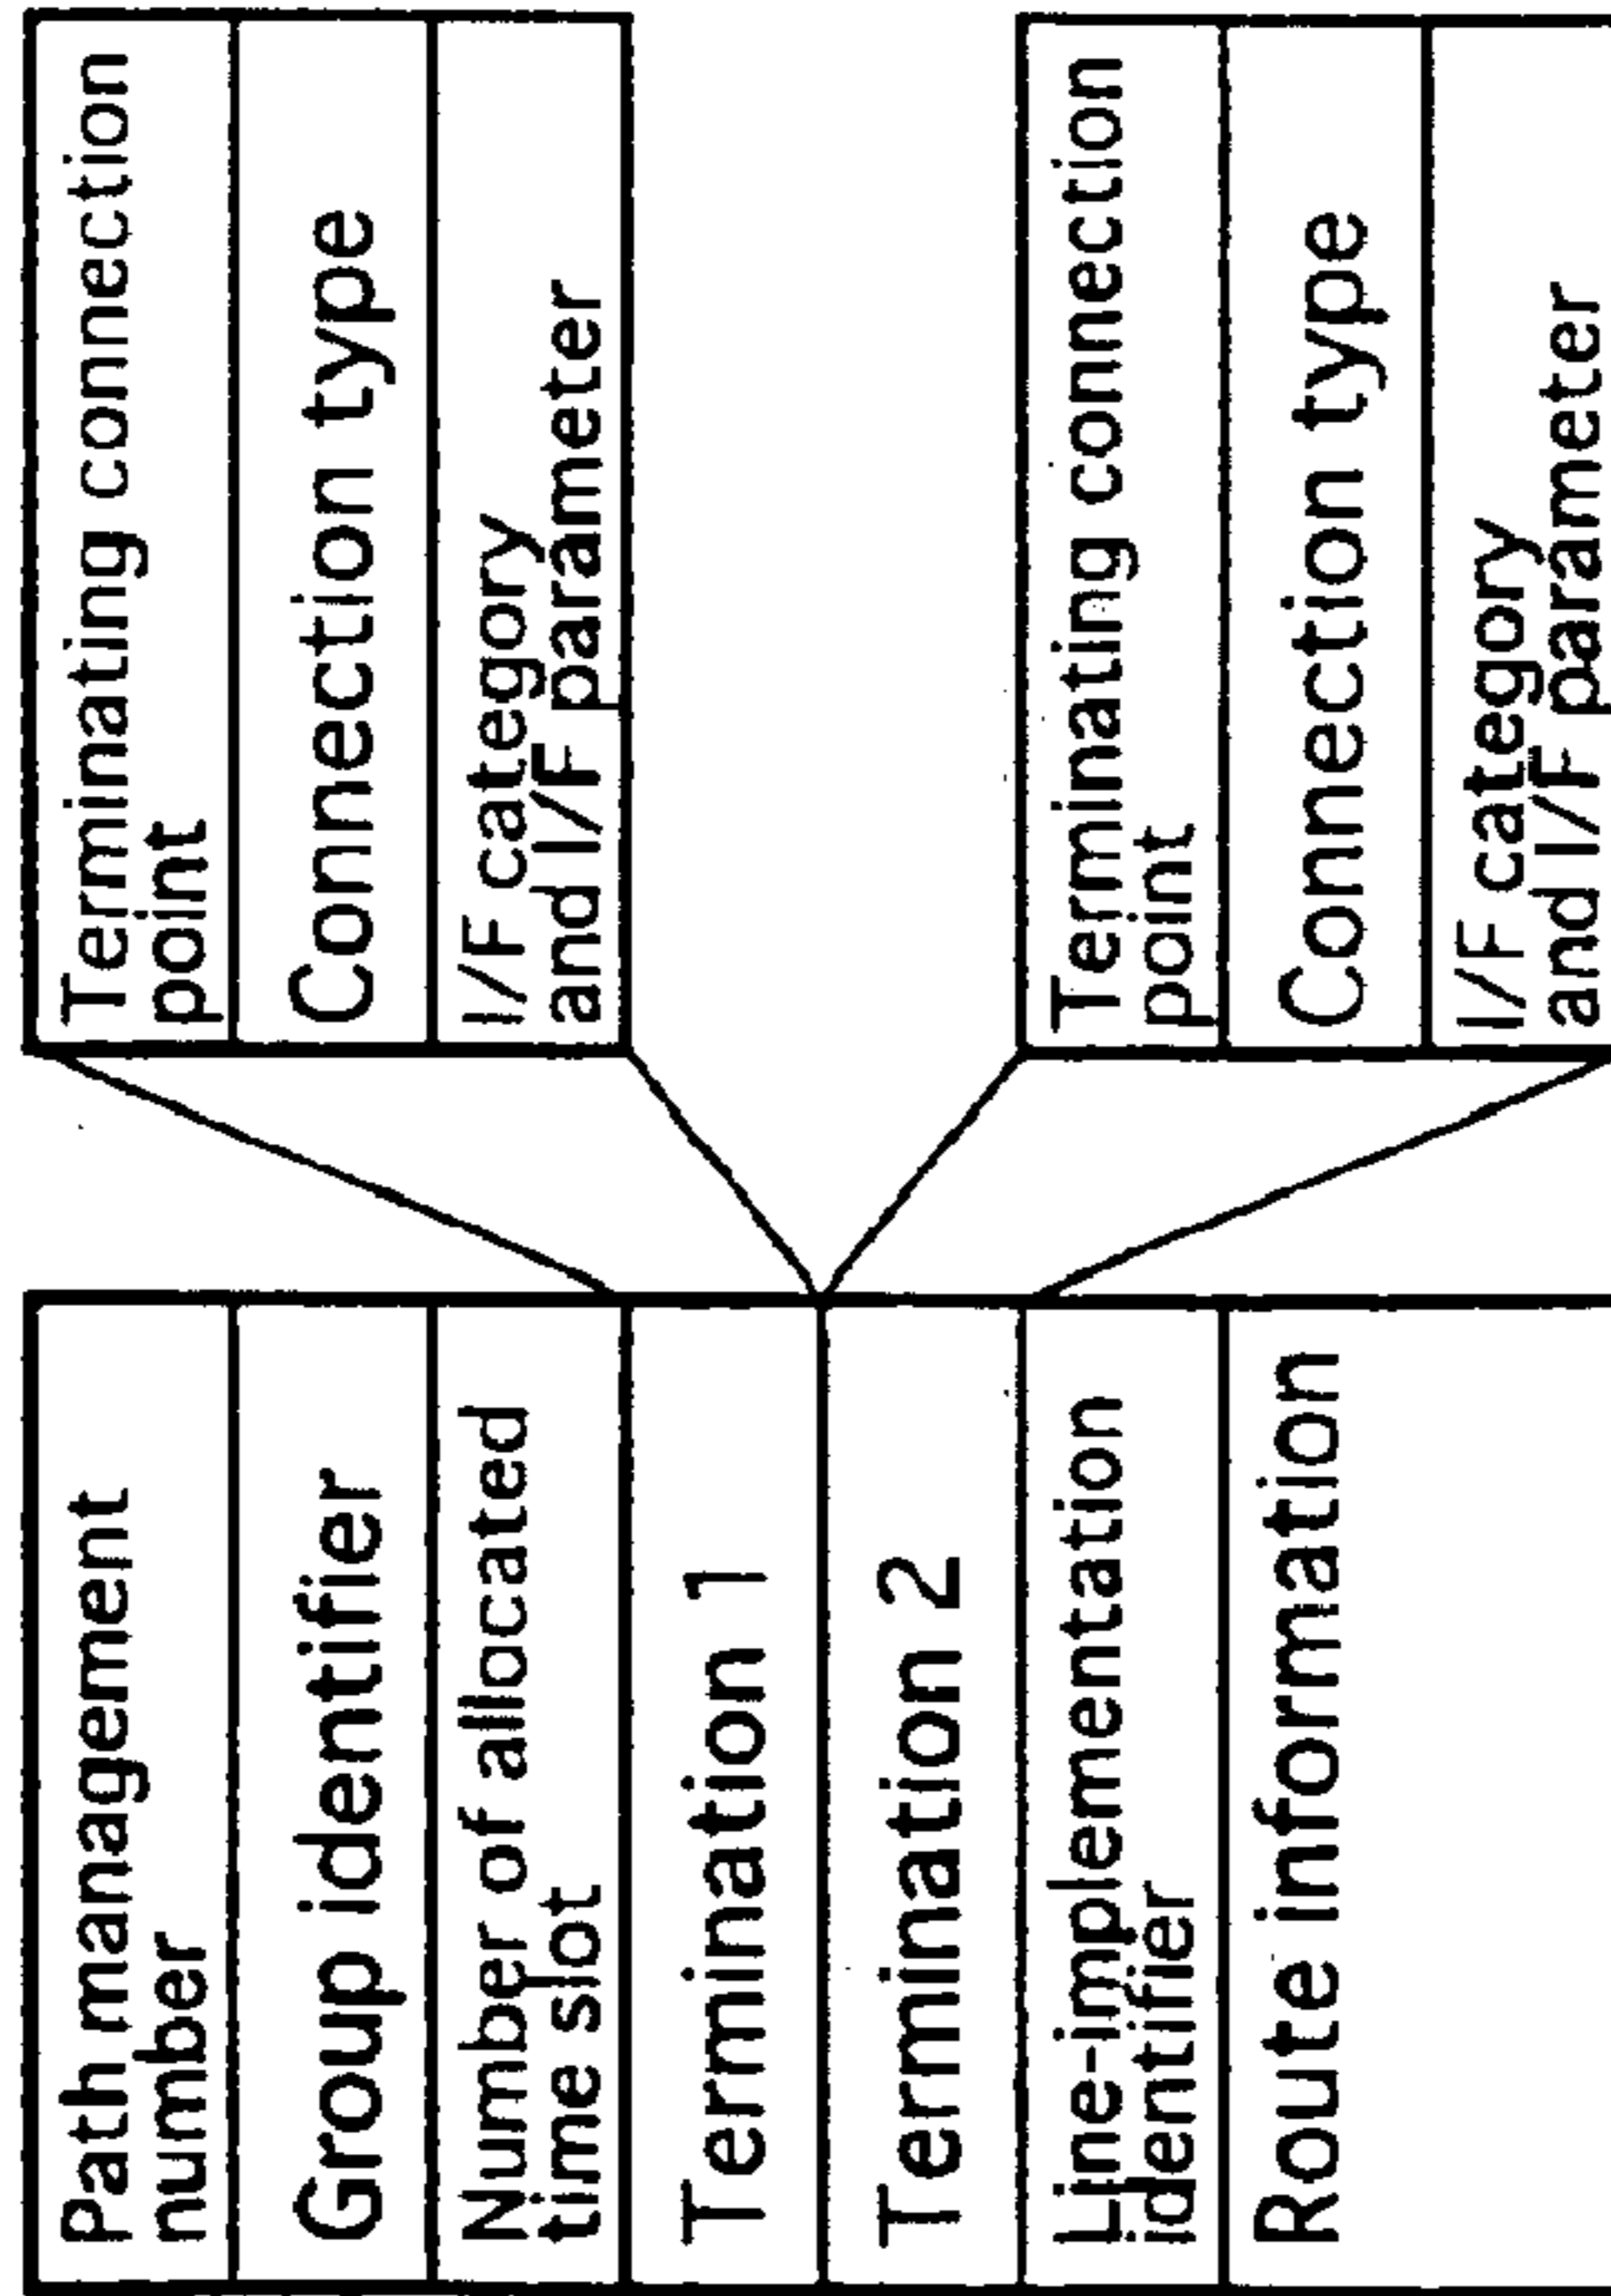 Path management
number
Group identifier
Number of allocated
time slot
Termination 1
Termination 2
Line-implementation
identifier
Route information
Terminating connection
point
Connection type
I/F category
and I/F parameter
Terminating connection
point
Connection type
I/F category
and I/F parameter